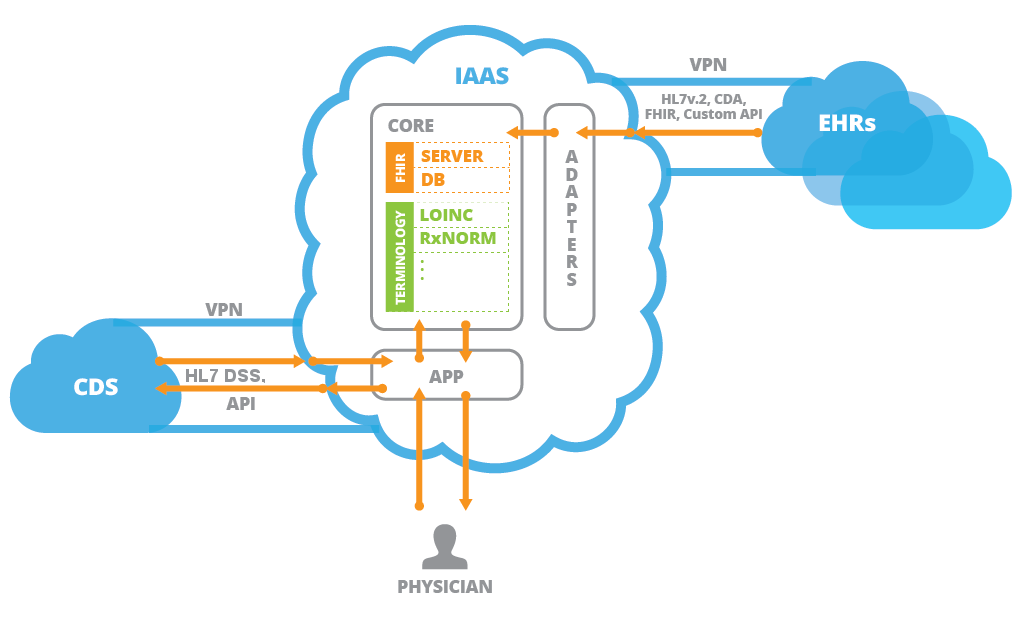 IAAS
VPN
HL7v.2, CDA,
FHIR, Custom API
EHRs
CORE
FHIR
SERVER
DB
TERMINOLOGY
LOINC
RxNORM
ADAPTERS
VPN
CDS
HL7 DSS,
API
APP
PHYSICIAN